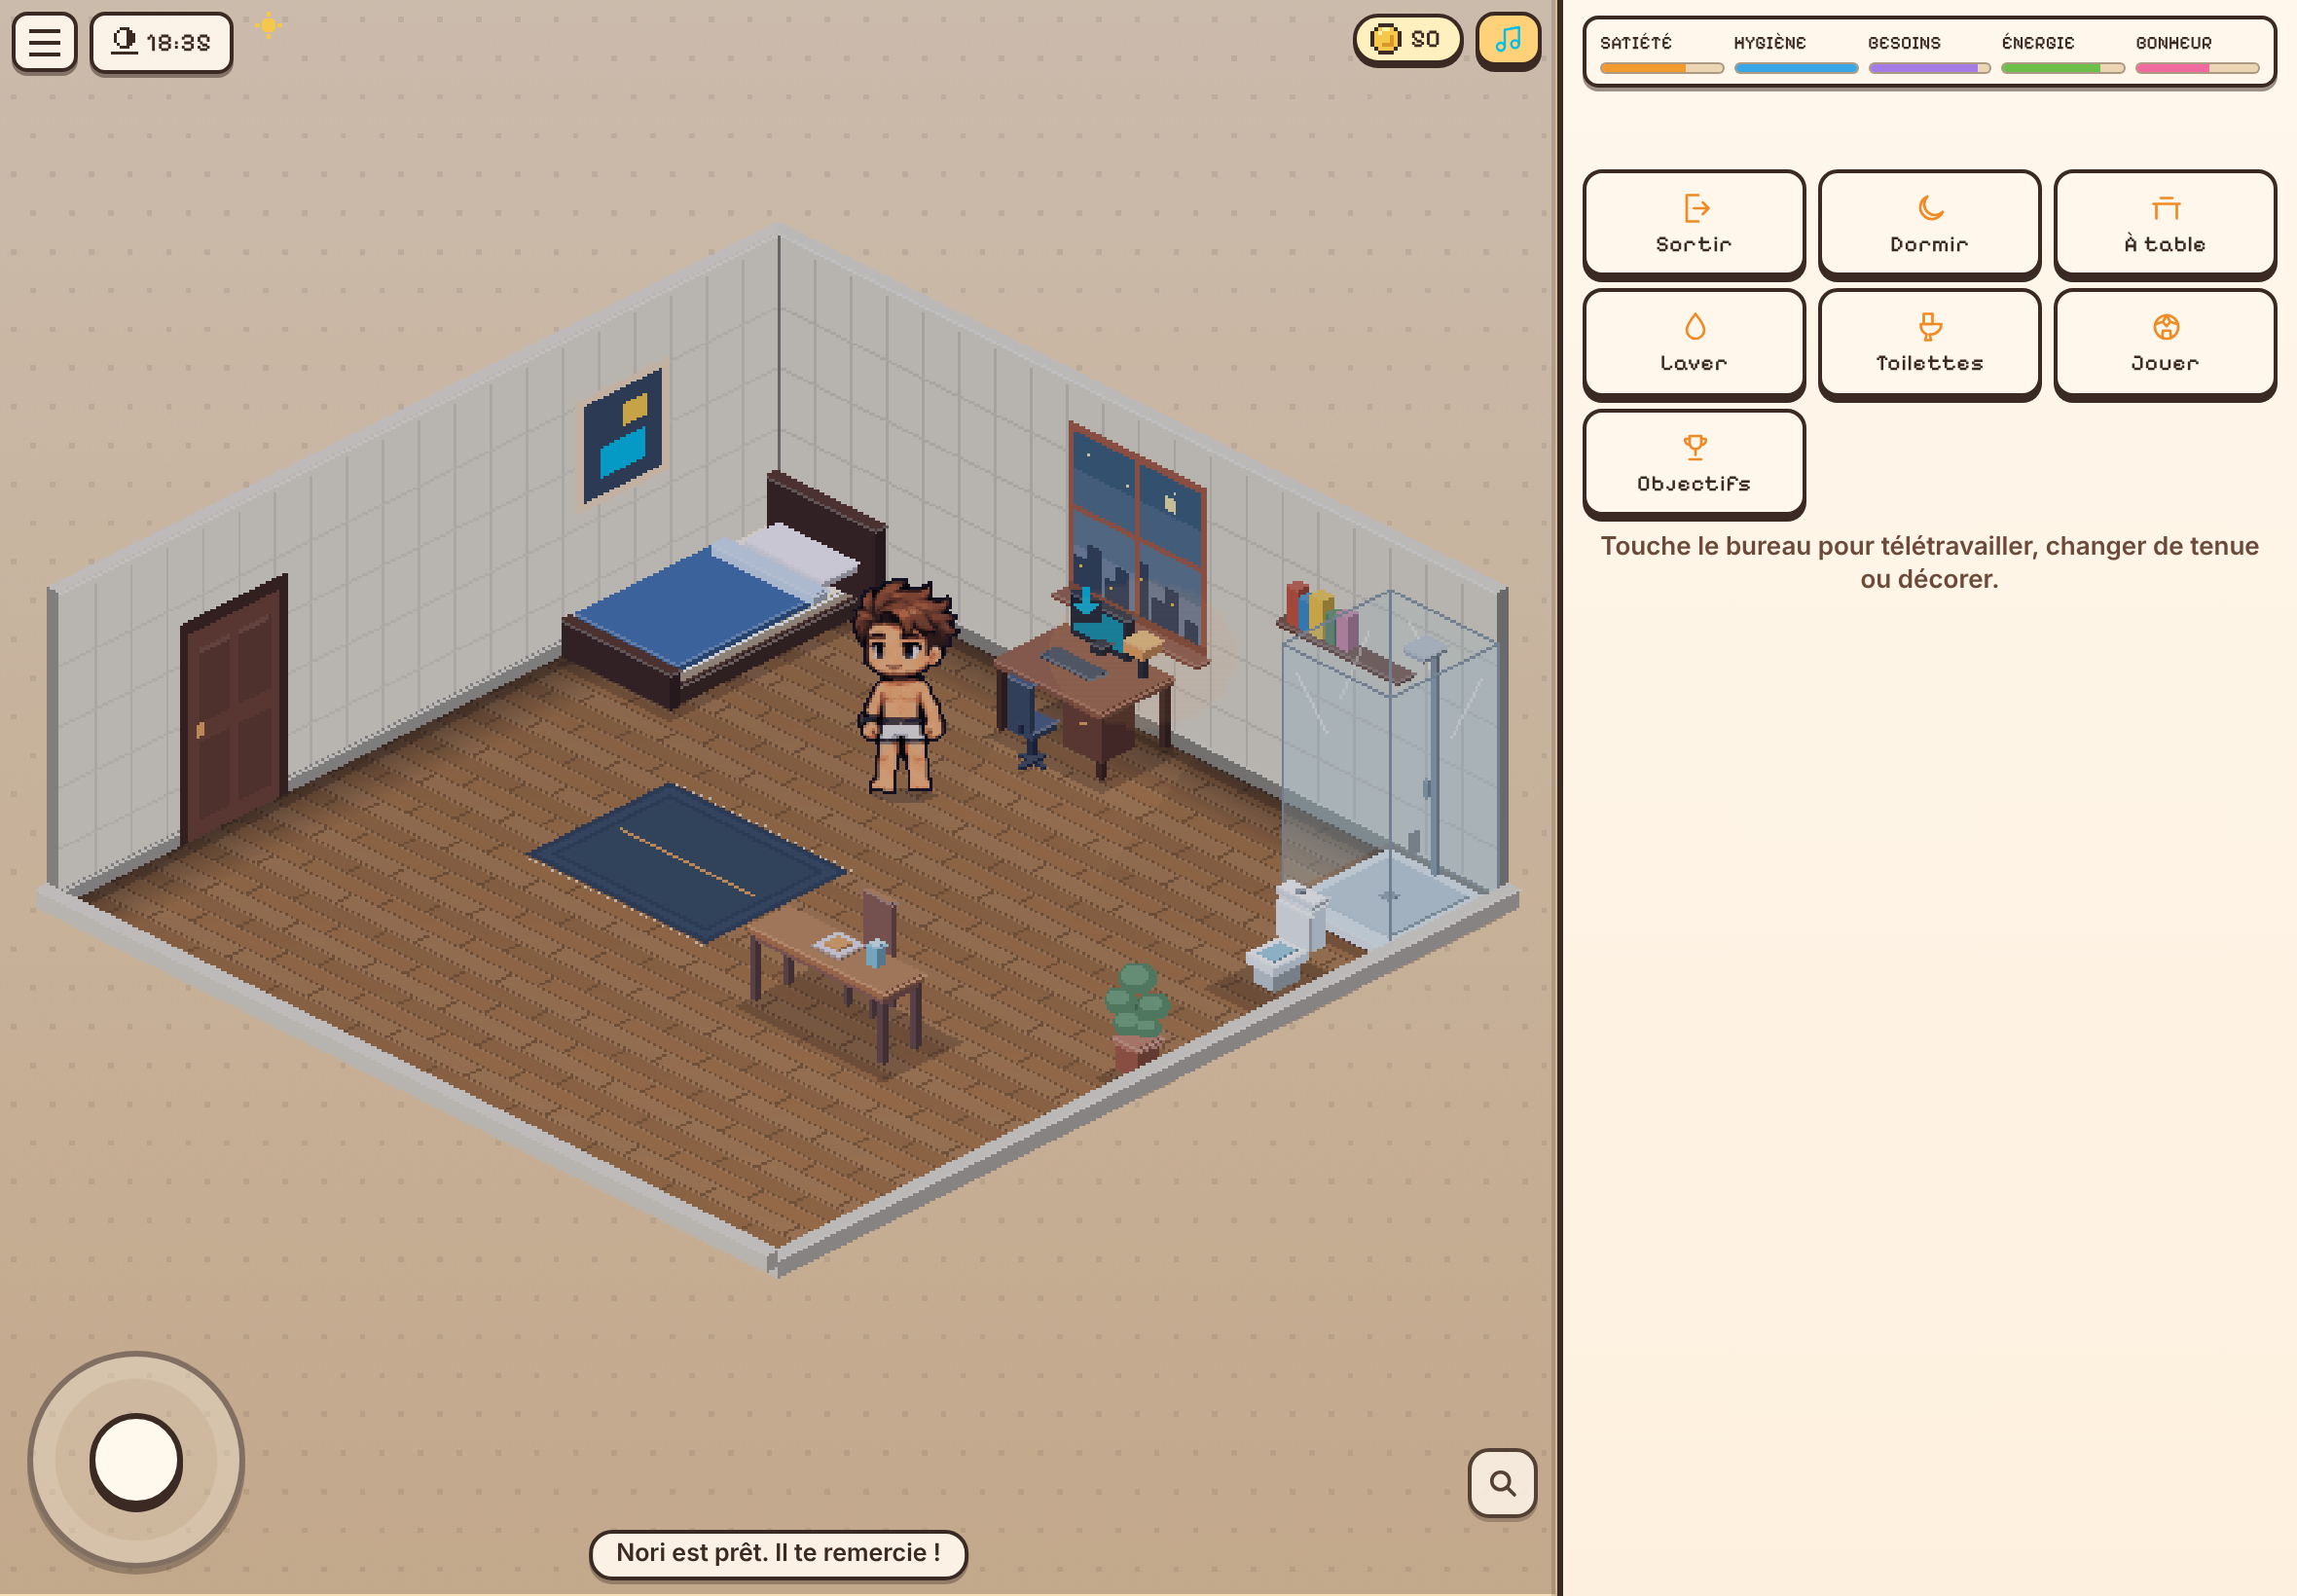 18:38
80
SATIÉTÉ
HYGIÈNE
BESOINS
ÉNERGIE
BONHEUR
Sortir
Dormir
À table
Laver
Toilettes
Jouer
Objectifs
Touche le bureau pour télétravailler, changer de tenue
ou décorer.
Nori est prêt. Il te remercie !